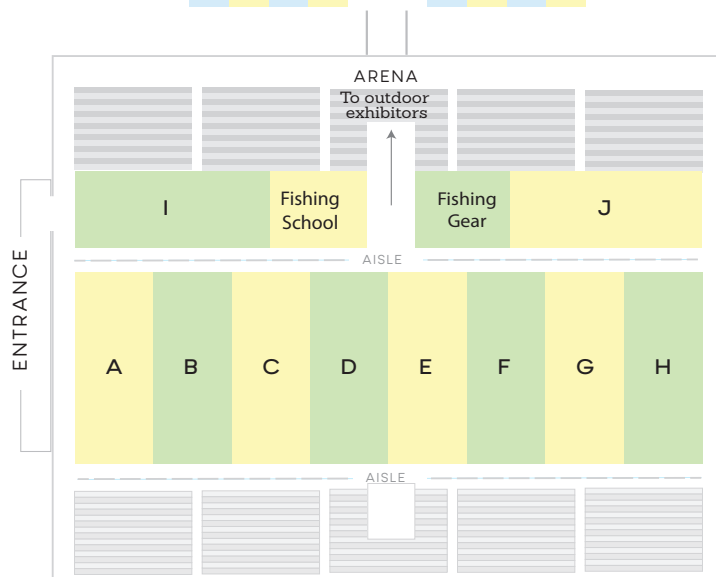 ARENA
To outdoor
exhibitors
I
Fishing
School
Fishing
Gear
J
AISLE
ENTRANCE
A
B
C
D
E
F
G
H
AISLE